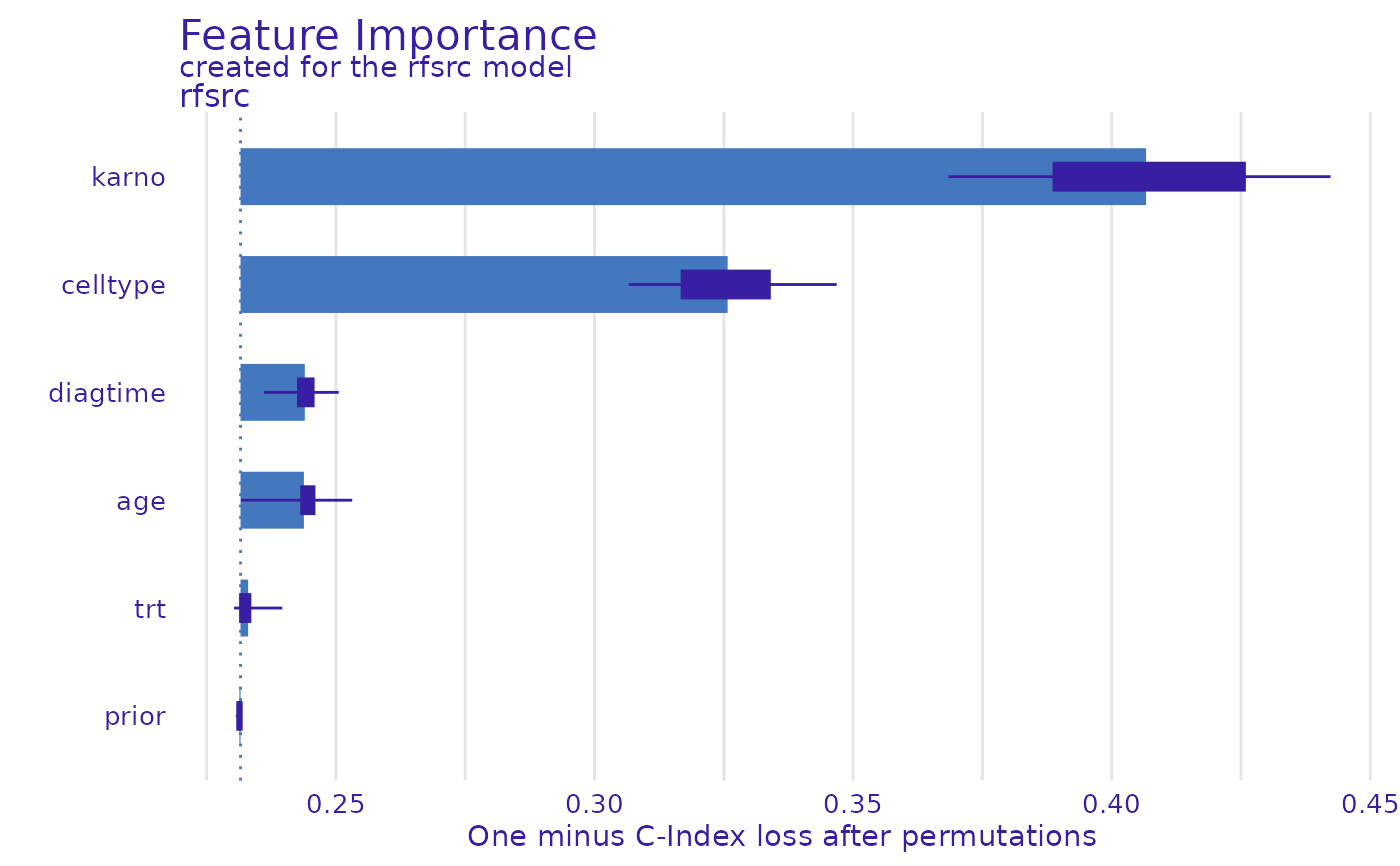 Feature Importance
created for the rfsrc model
rfsrc
karno
celltype
diagtime
age
trt
prior
0.25 0.30 0.35 0.40 0.45
One minus C-Index loss after permutations